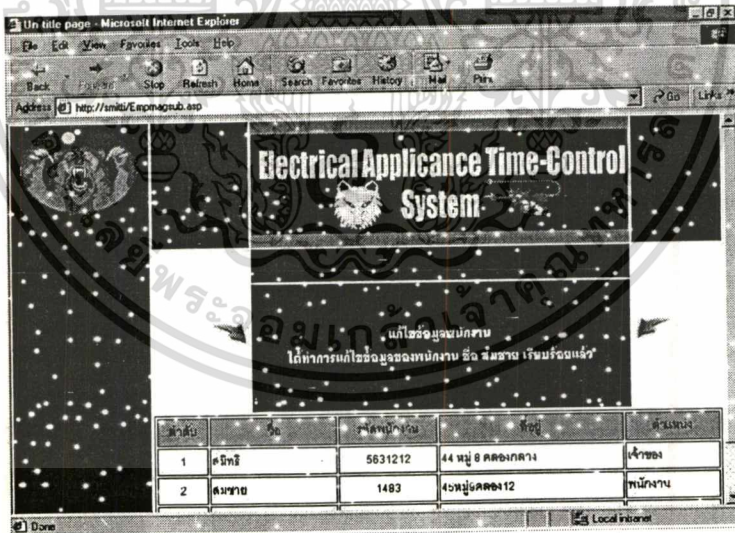 Un title page - Microsoft Internet Explorer
File Edit View Favorites Tools Help
Back Forward Stop Refresh Home Search Favorites History Mail Print
Address http://smitti/Empmagsub.asp Go Links »
Electrical Applicance Time-Control
System
แก้ไขข้อมูลพนักงาน
ได้ทำการแก้ไขข้อมูลของพนักงาน ชื่อ สมชาย เรียบร้อยแล้ว
ลำดับ ชื่อ รหัสพนักงาน ที่อยู่ ตำแหน่ง
1 สมิทธิ 5631212 44 หมู่ 8 คลองกลาง เจ้าของ
2 สมชาย 1483 45หมู่6คลอง12 พนักงาน
Done Local intranet